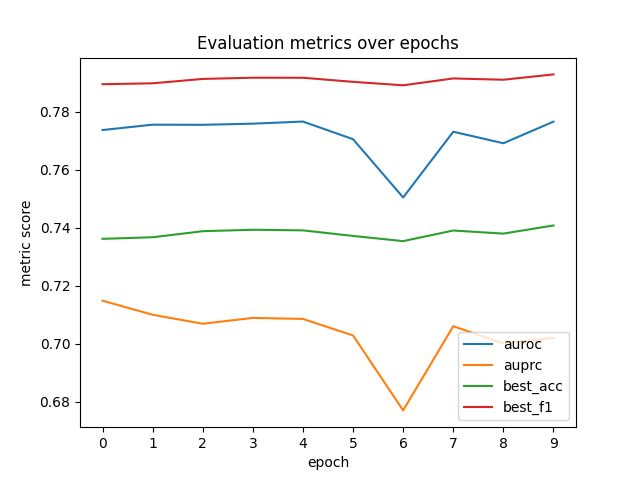 Evaluation metrics over epochs
metric score
0.78
0.76
0.74
0.72
0.70
0.68
auroc
auprc
best_acc
best_f1
0 1 2 3 4 5 6 7 8 9
epoch